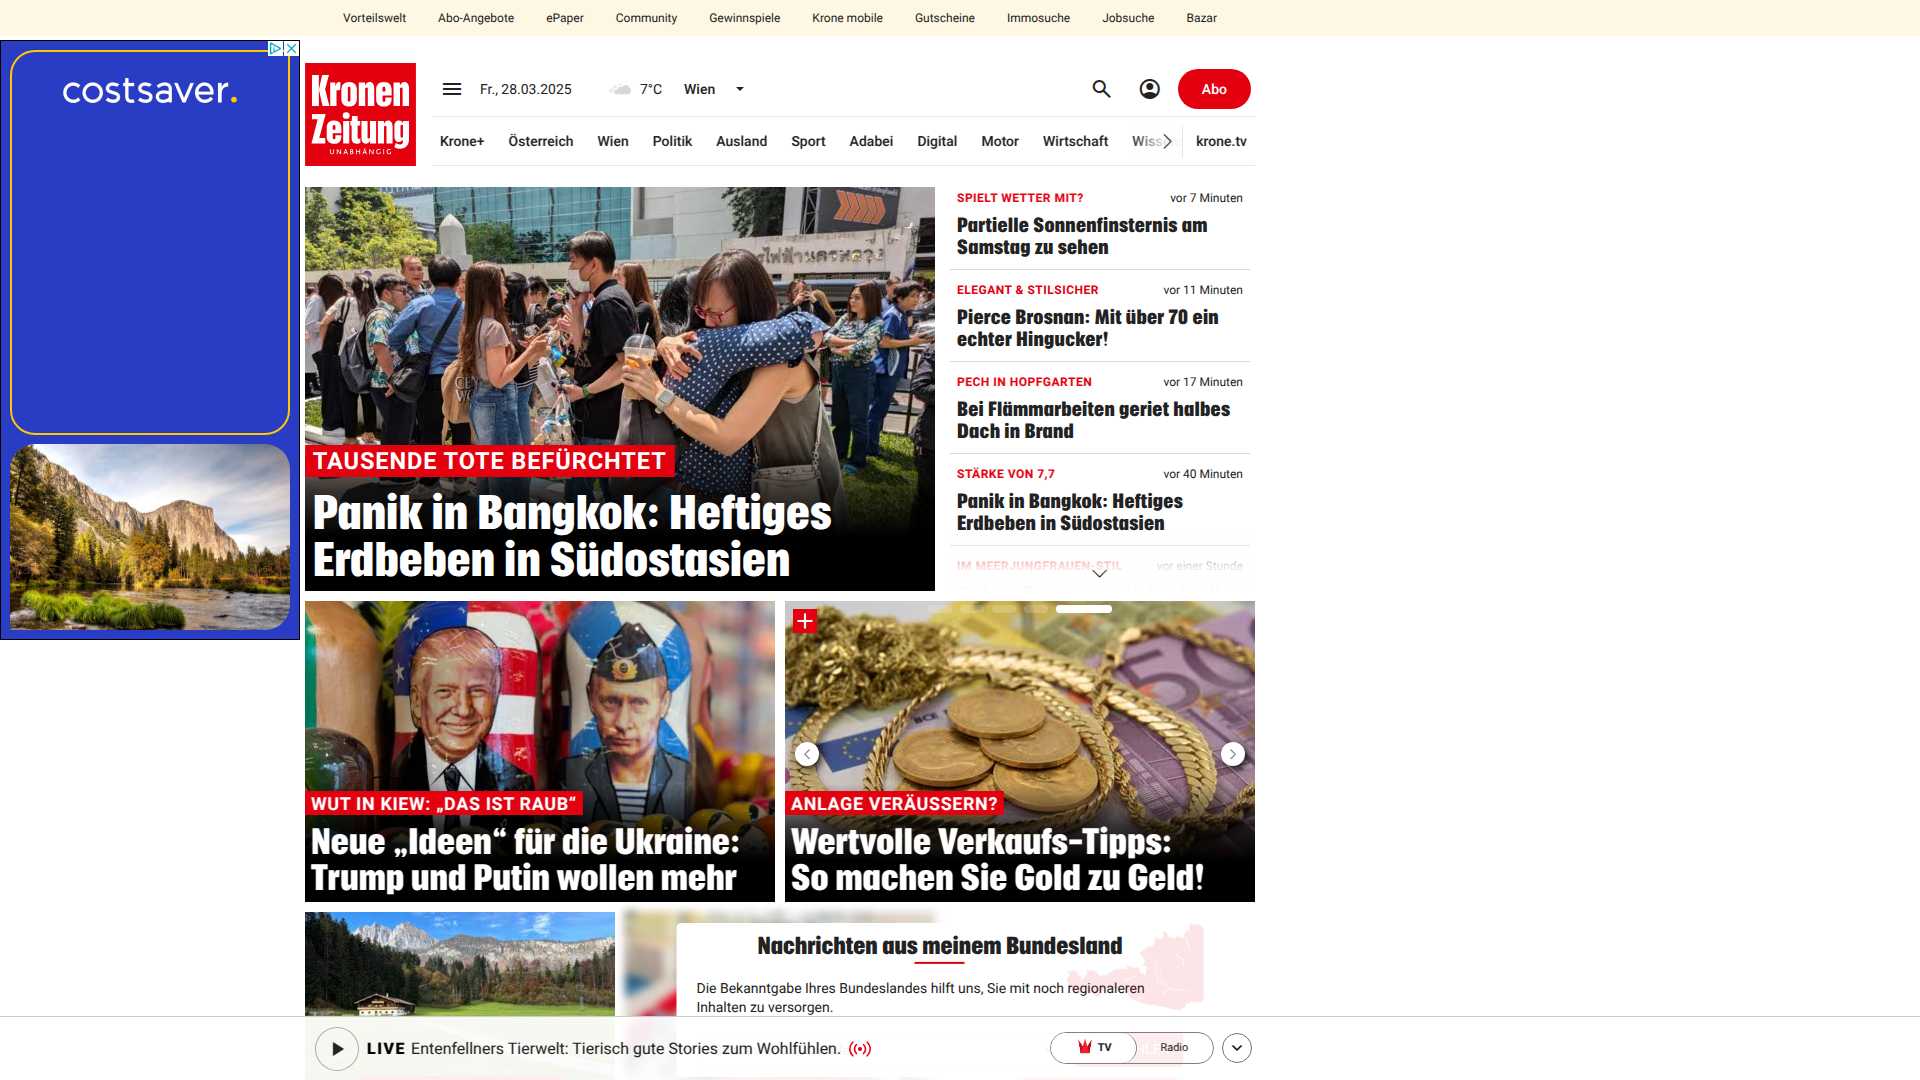 Vorteilswelt Abo-Angebote ePaper Community Gewinnspiele Krone mobile Gutscheine Immosuche Jobsuche Bazar
costsaver.
Kronen
Zeitung
UNABHÄNGIG
Fr., 28.03.2025 7°C Wien
Abo
Krone+ Österreich Wien Politik Ausland Sport Adabei Digital Motor Wirtschaft Wiss krone.tv
TAUSENDE TOTE BEFÜRCHTET
Panik in Bangkok: Heftiges
Erdbeben in Südostasien
SPIELT WETTER MIT? vor 7 Minuten
Partielle Sonnenfinsternis am
Samstag zu sehen
ELEGANT & STILSICHER vor 11 Minuten
Pierce Brosnan: Mit über 70 ein
echter Hingucker!
PECH IN HOPFGARTEN vor 17 Minuten
Bei Flämmarbeiten geriet halbes
Dach in Brand
STÄRKE VON 7,7 vor 40 Minuten
Panik in Bangkok: Heftiges
Erdbeben in Südostasien
IM MEERJUNGFRAUEN-STIL vor einer Stunde
WUT IN KIEW: „DAS IST RAUB“
Neue „Ideen“ für die Ukraine:
Trump und Putin wollen mehr
ANLAGE VERÄUSSERN?
Wertvolle Verkaufs-Tipps:
So machen Sie Gold zu Geld!
Nachrichten aus meinem Bundesland
Die Bekanntgabe Ihres Bundeslandes hilft uns, Sie mit noch regionaleren
Inhalten zu versorgen.
LIVE Entenfellners Tierwelt: Tierisch gute Stories zum Wohlfühlen.
TV Radio